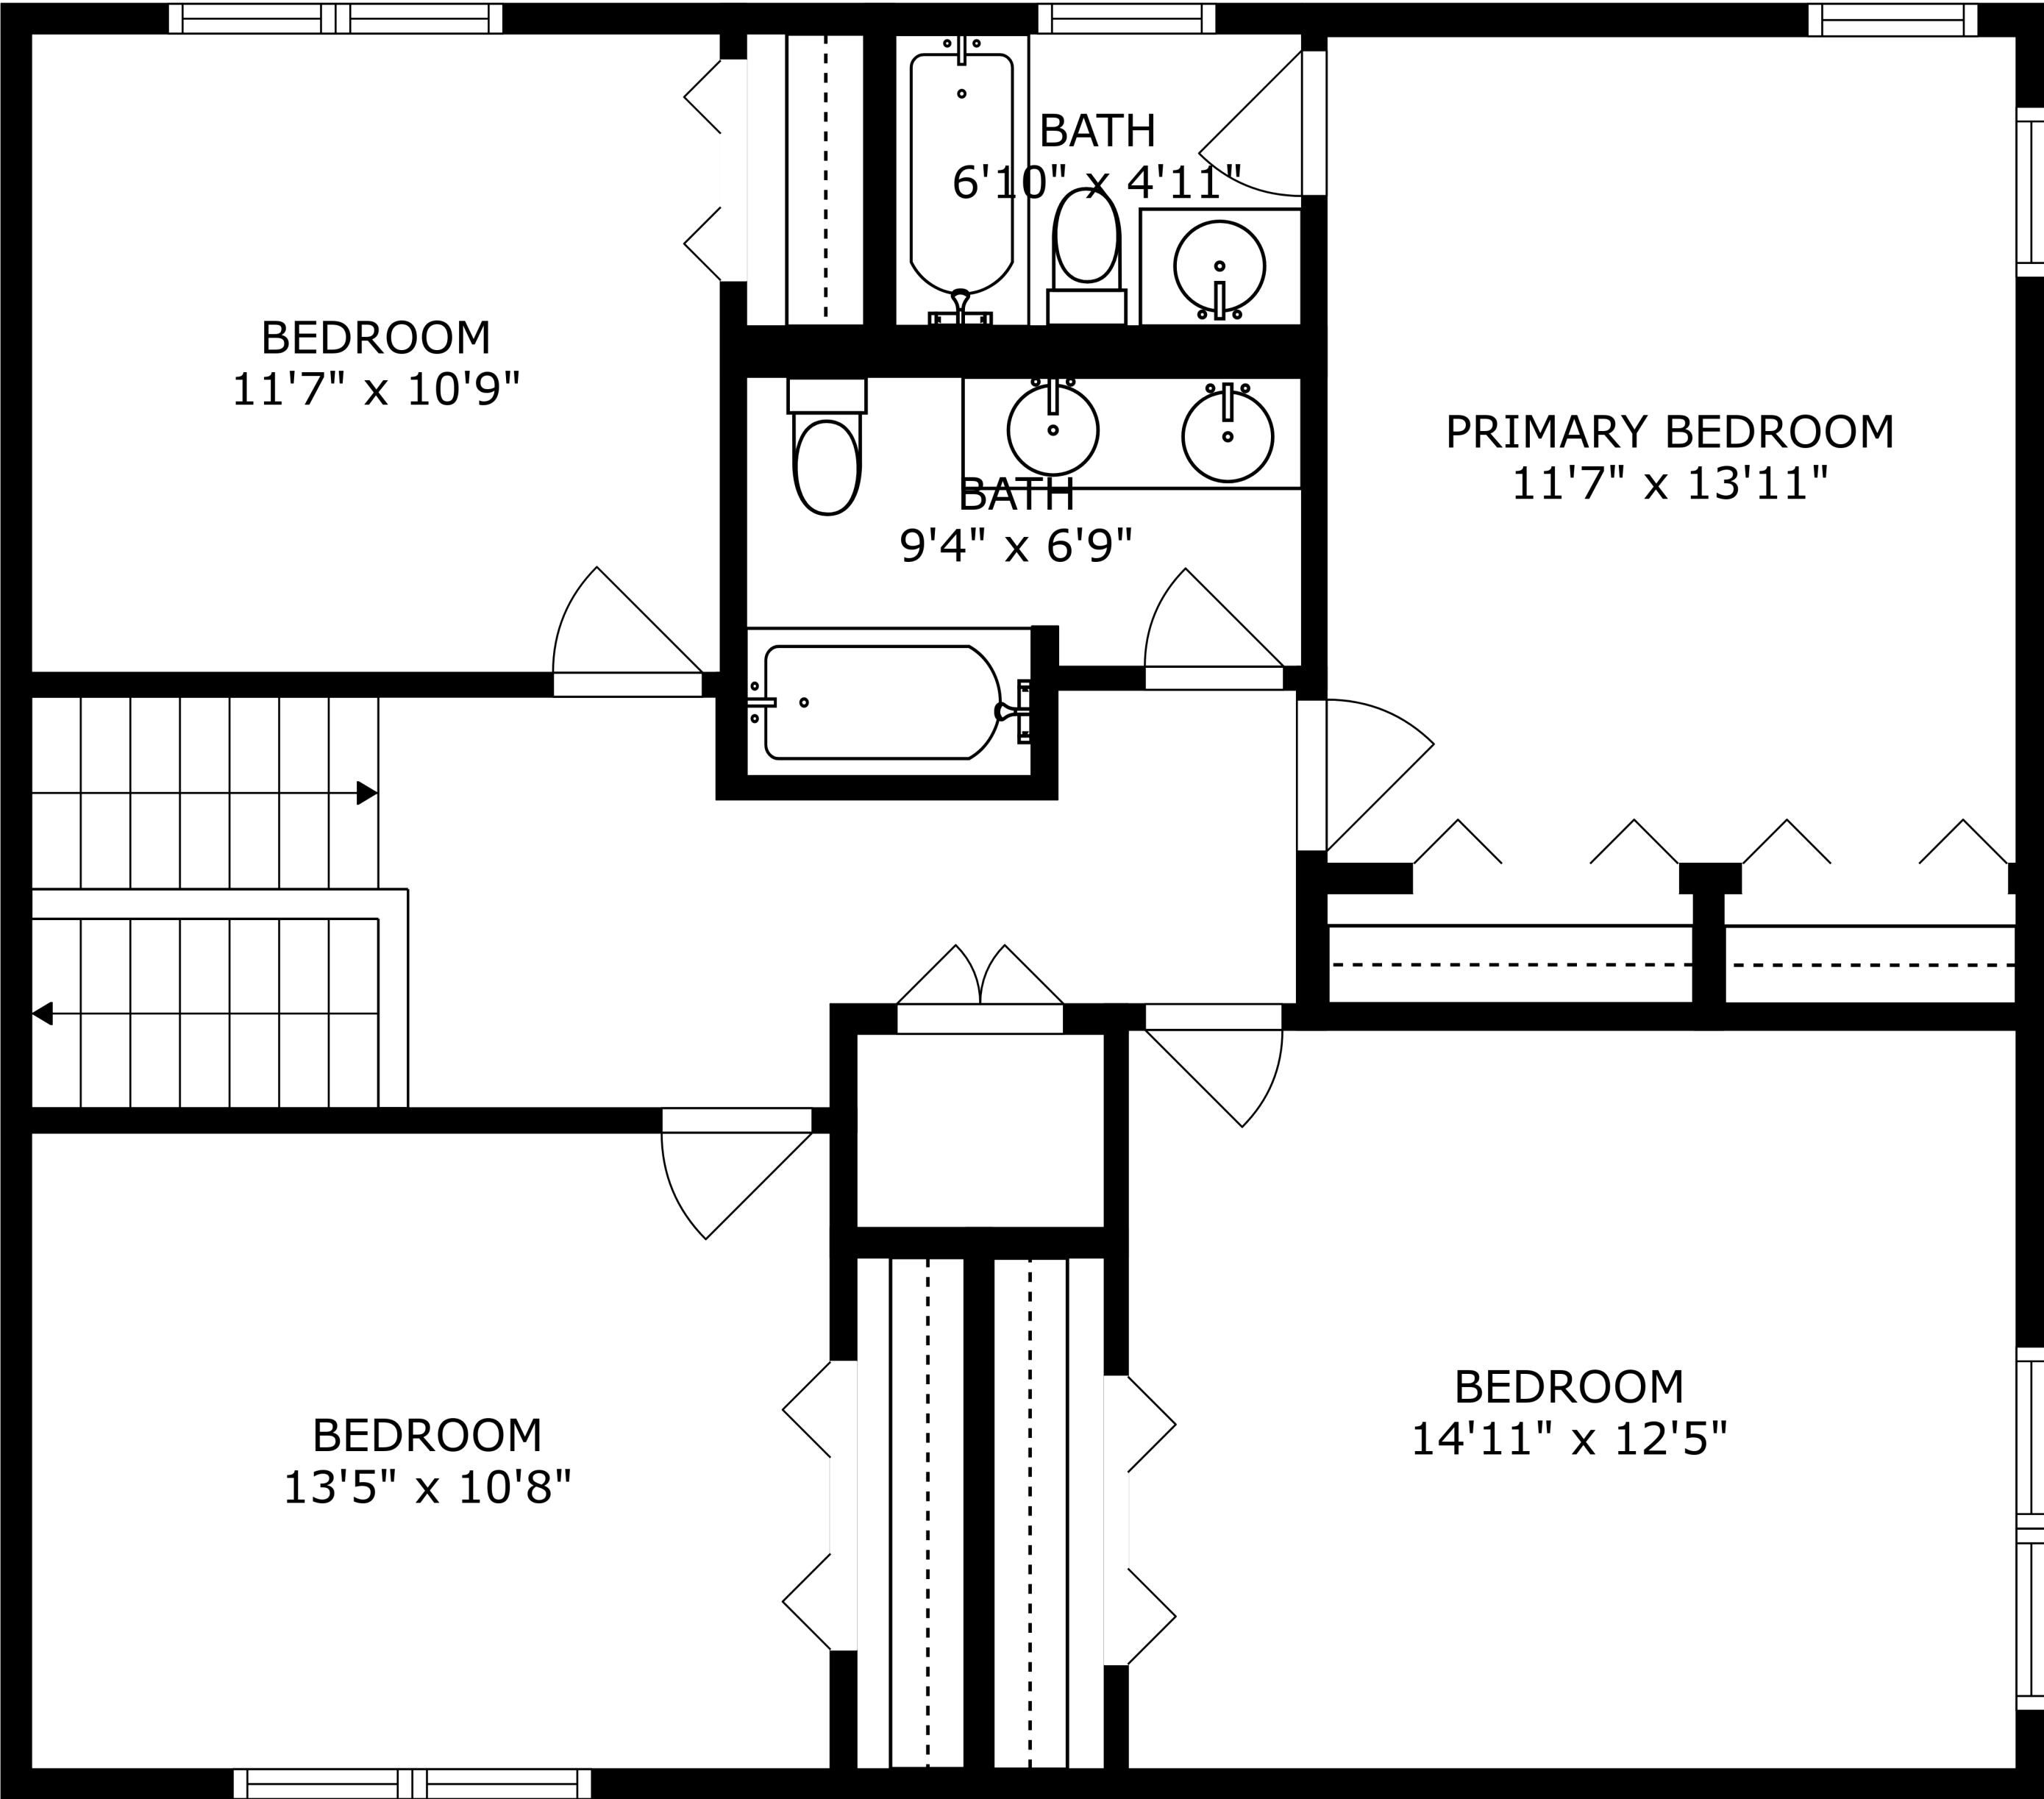 BATH
6'10" x 4'11"
BEDROOM
11'7" x 10'9"
PRIMARY BEDROOM
11'7" x 13'11"
BATH
9'4" x 6'9"
BEDROOM
13'5" x 10'8"
BEDROOM
14'11" x 12'5"